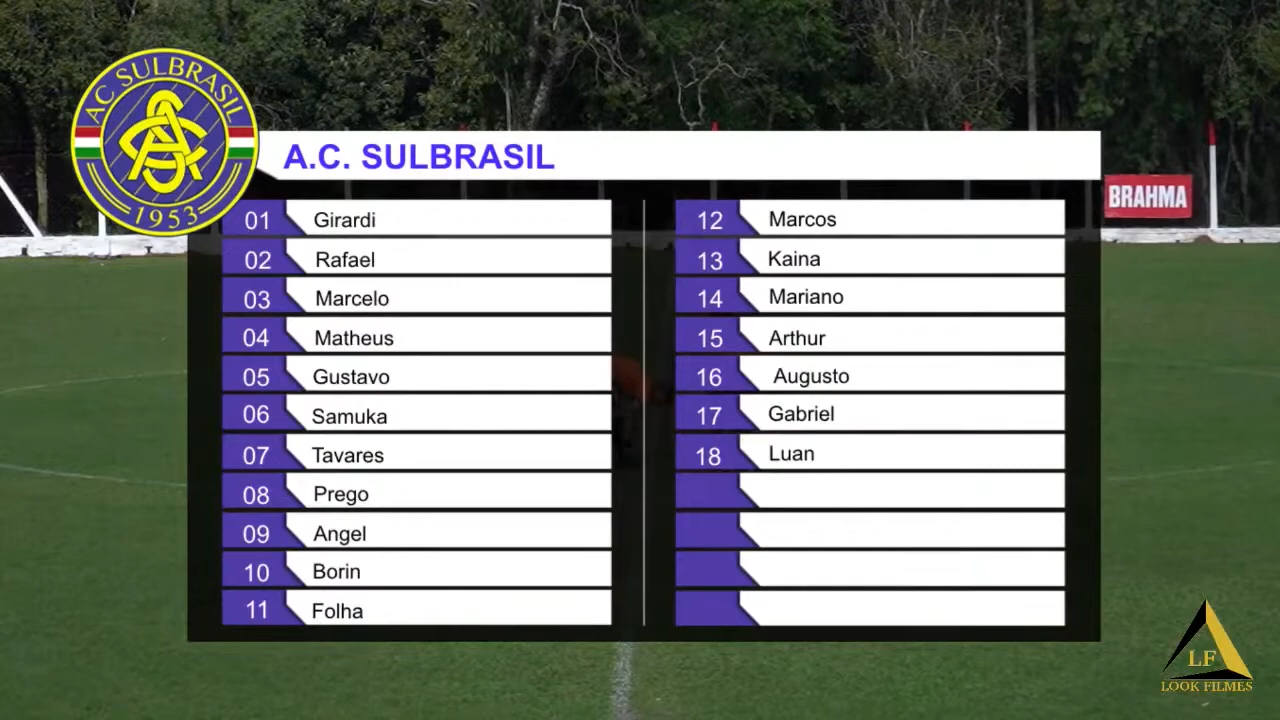 AC SULBRASIL
1953
A.C. SULBRASIL
BRAHMA
01 Girardi
02 Rafael
03 Marcelo
04 Matheus
05 Gustavo
06 Samuka
07 Tavares
08 Prego
09 Angel
10 Borin
11 Folha
12 Marcos
13 Kaina
14 Mariano
15 Arthur
16 Augusto
17 Gabriel
18 Luan
LF
LOOK FILMES